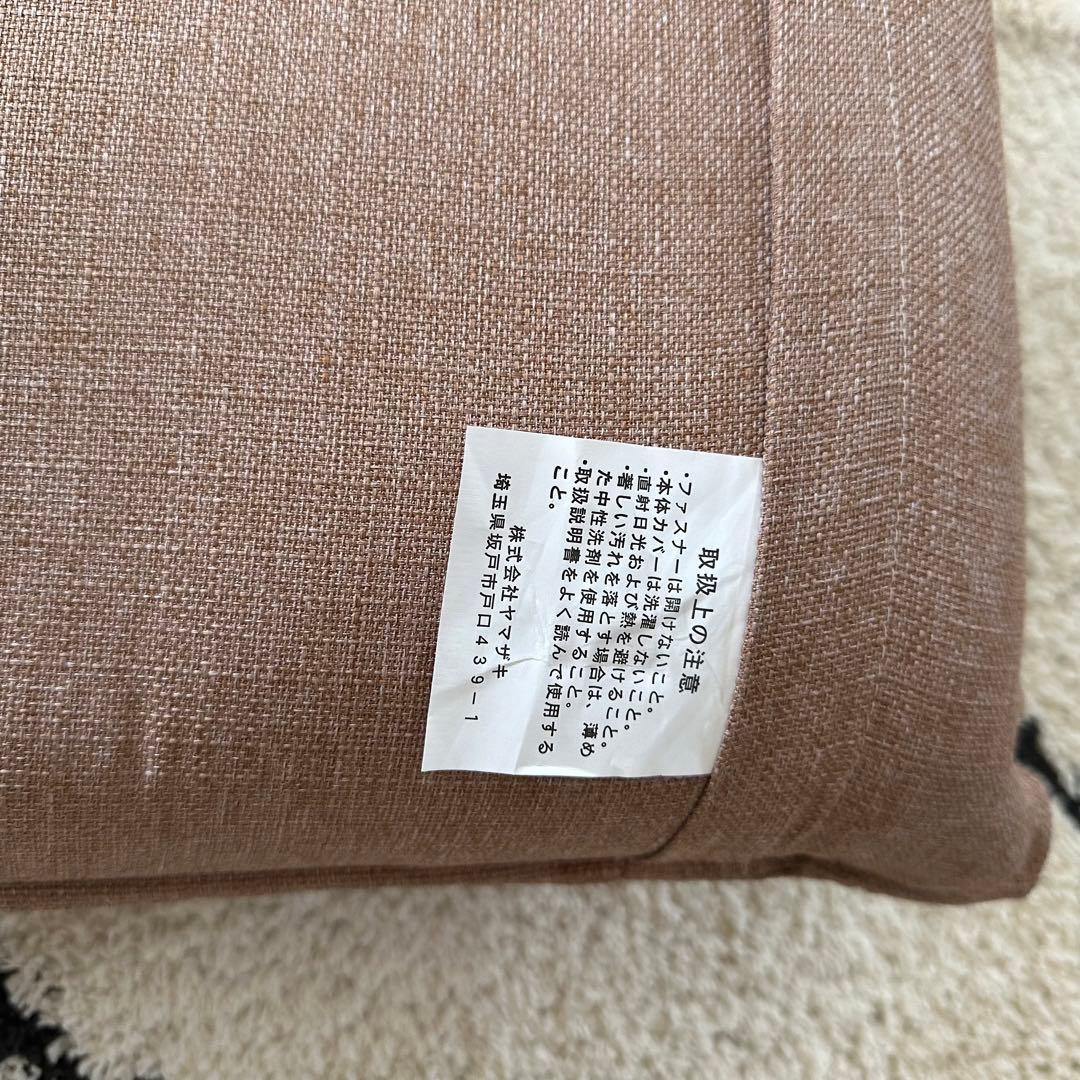 取扱上の注意
・ファスナーは開けないこと。
・本体カバーは洗濯しないこと。
・直射日光および熱を避けること。
・著しい汚れを落とす場合は、薄め
た中性洗剤を使用すること。
・取扱説明書をよく読んで使用する
こと。
株式会社ヤマザキ
埼玉県坂戸市戸口439-1